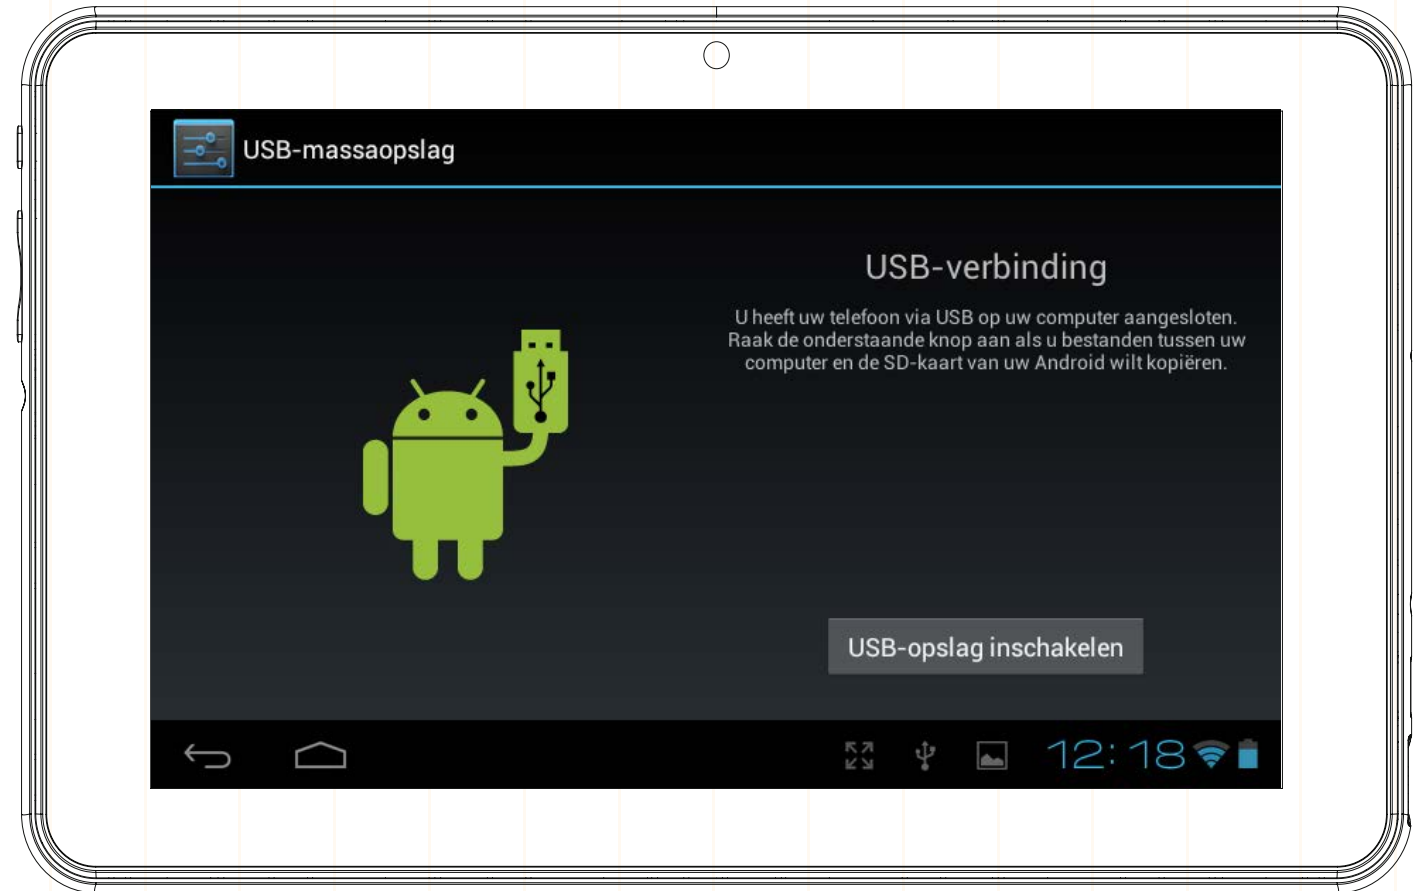 USB-massaopslag
USB-verbinding
U heeft uw telefoon via USB op uw computer aangesloten.
Raak de onderstaande knop aan als u bestanden tussen uw
computer en de SD-kaart van uw Android wilt kopiëren.
USB-opslag inschakelen
12:18